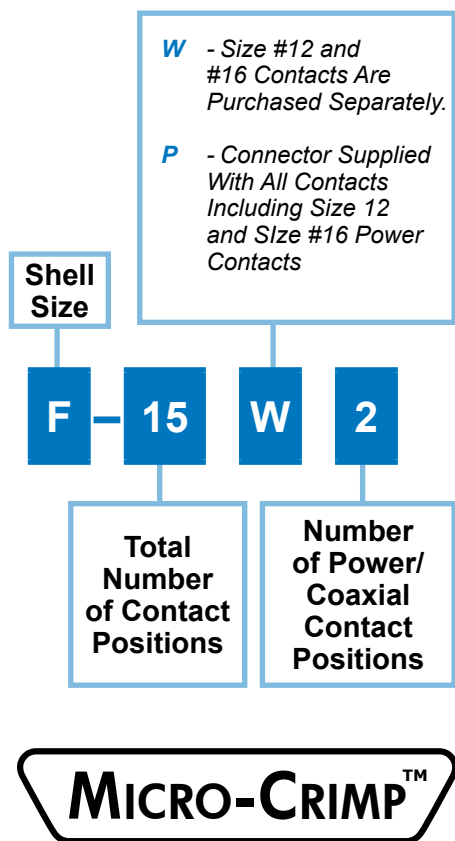 W - Size #12 and
#16 Contacts Are
Purchased Separately.
P - Connector Supplied
With All Contacts
Including Size 12
and SIze #16 Power
Contacts
Shell
Size
F – 15 W 2
Total
Number
of Contact
Positions
Number
of Power/
Coaxial
Contact
Positions
MICRO-CRIMP™